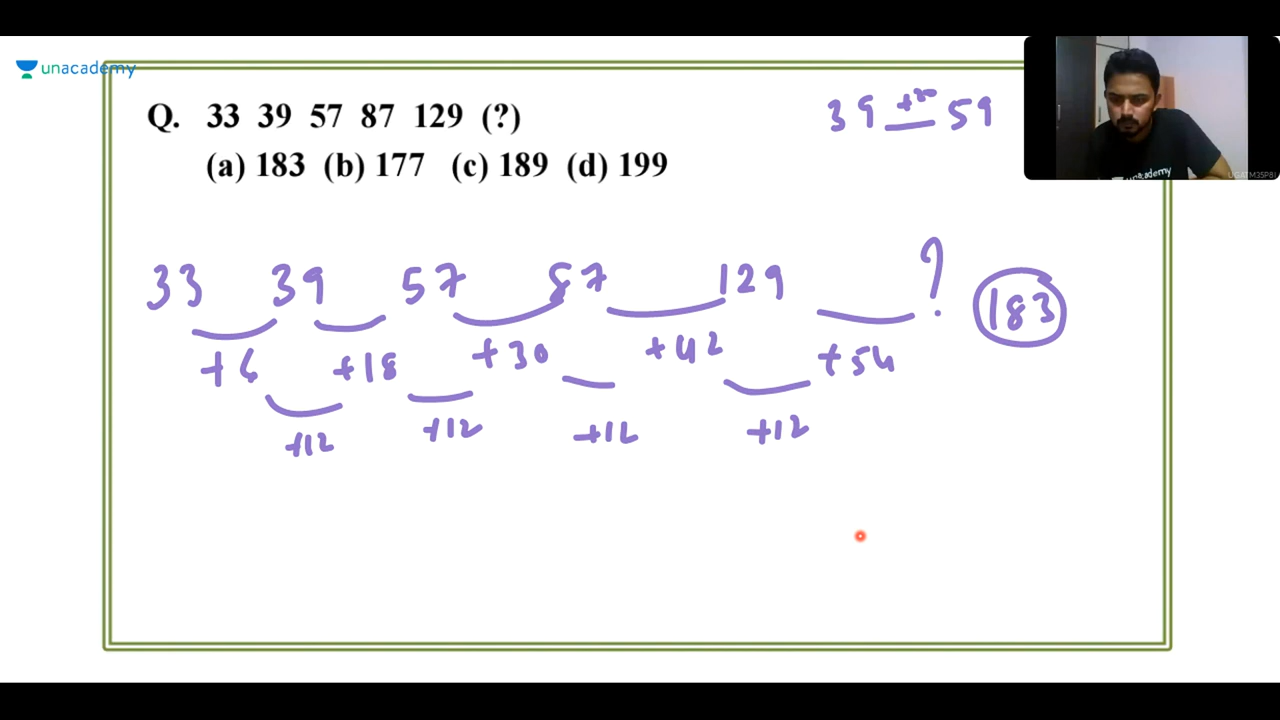 unacademy
Q. 33 39 57 87 129 (?)
(a) 183 (b) 177 (c) 189 (d) 199
39 +20 59
33 39 57 87 129 ? 183
+6 +18 +30 +42 +54
+12 +12 +12 +12
unacademy